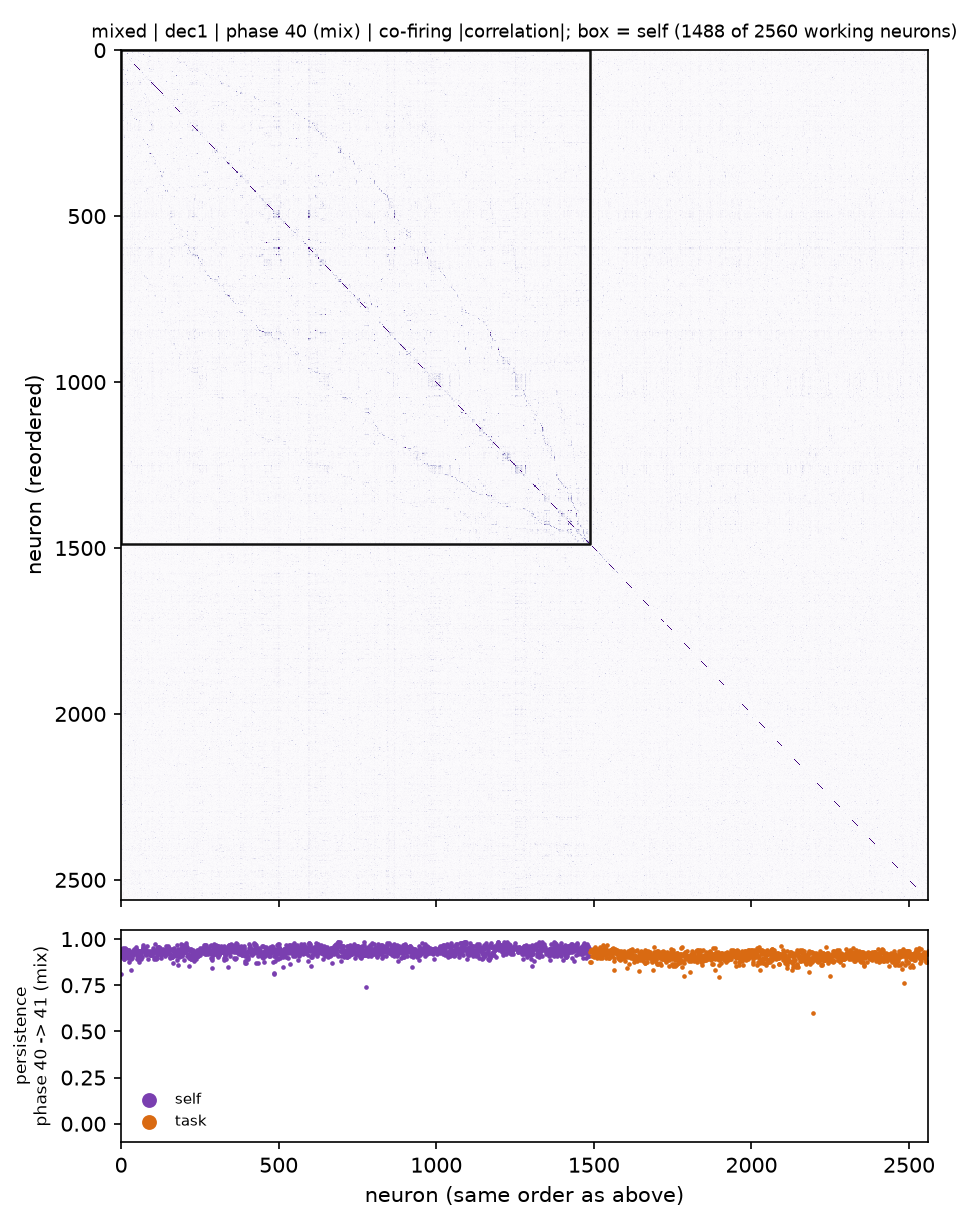 mixed | dec1 | phase 40 (mix) | co-firing |correlation|; box = self (1488 of 2560 working neurons)
0
500
1000
1500
2000
2500
neuron (reordered)
1.00
0.75
0.50
0.25
0.00
persistence
phase 40 -> 41 (mix)
self
task
0
500
1000
1500
2000
2500
neuron (same order as above)